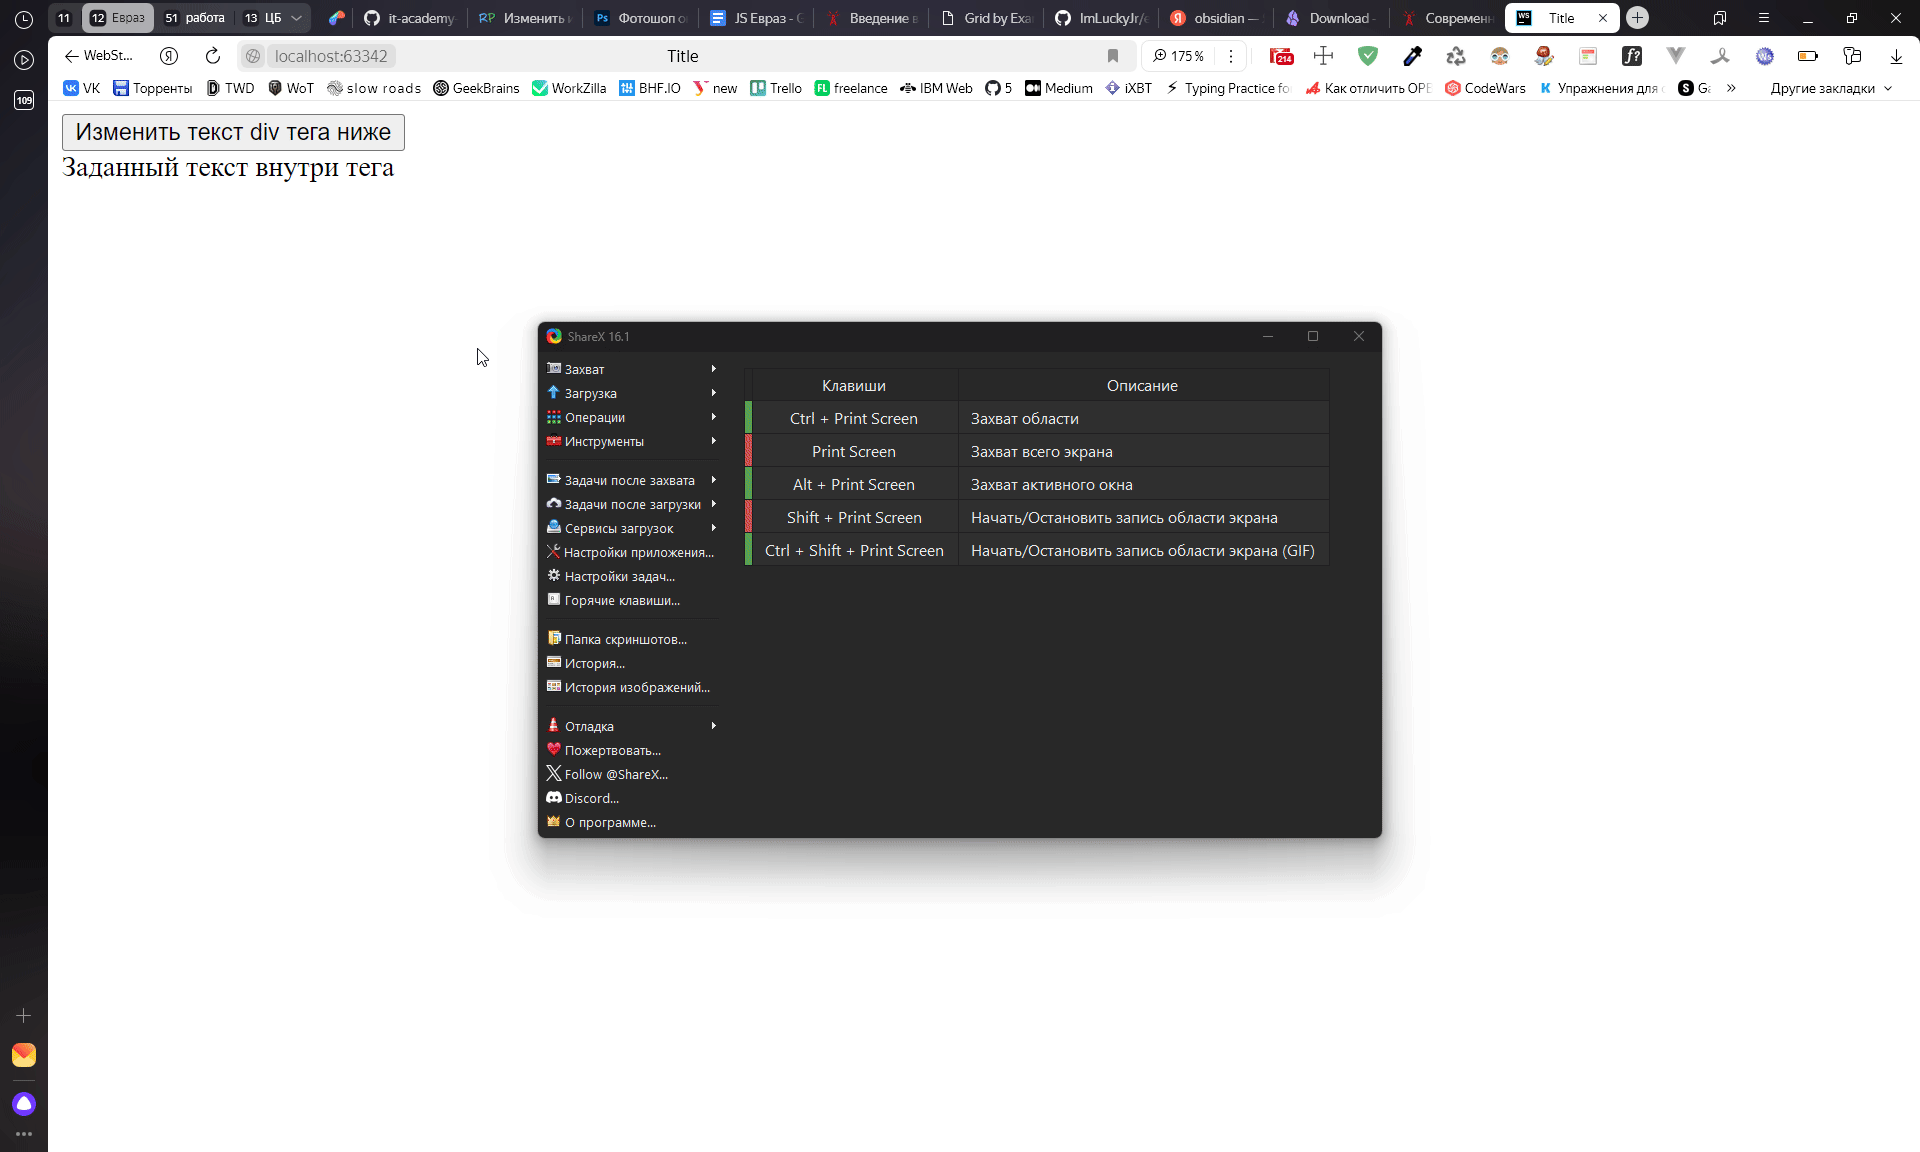 11 12 Евраз 51 работа 13 ЦБ it-academy- Изменить Фотошоп JS Евраз - Введение Grid by Exa ImLuckyJr/ obsidian — Download - Современ Title
WebSt... localhost:63342 Title 175 % 214
109
VK Торренты TWD WoT slow roads GeekBrains WorkZilla BHF.IO new Trello freelance IBM Web 5 Medium iXBT Typing Practice Как отличить CodeWars Упражнения для » Другие закладки
Изменить текст div тега ниже
Заданный текст внутри тега
ShareX 16.1
Захват
Загрузка
Операции
Инструменты
Задачи после захвата
Задачи после загрузки
Сервисы загрузок
Настройки приложения...
Настройки задач...
Горячие клавиши...
Папка скриншотов...
История...
История изображений...
Отладка
Пожертвовать...
Follow @ShareX...
Discord...
О программе...
Клавиши Описание
Ctrl + Print Screen Захват области
Print Screen Захват всего экрана
Alt + Print Screen Захват активного окна
Shift + Print Screen Начать/Остановить запись области экрана
Ctrl + Shift + Print Screen Начать/Остановить запись области экрана (GIF)